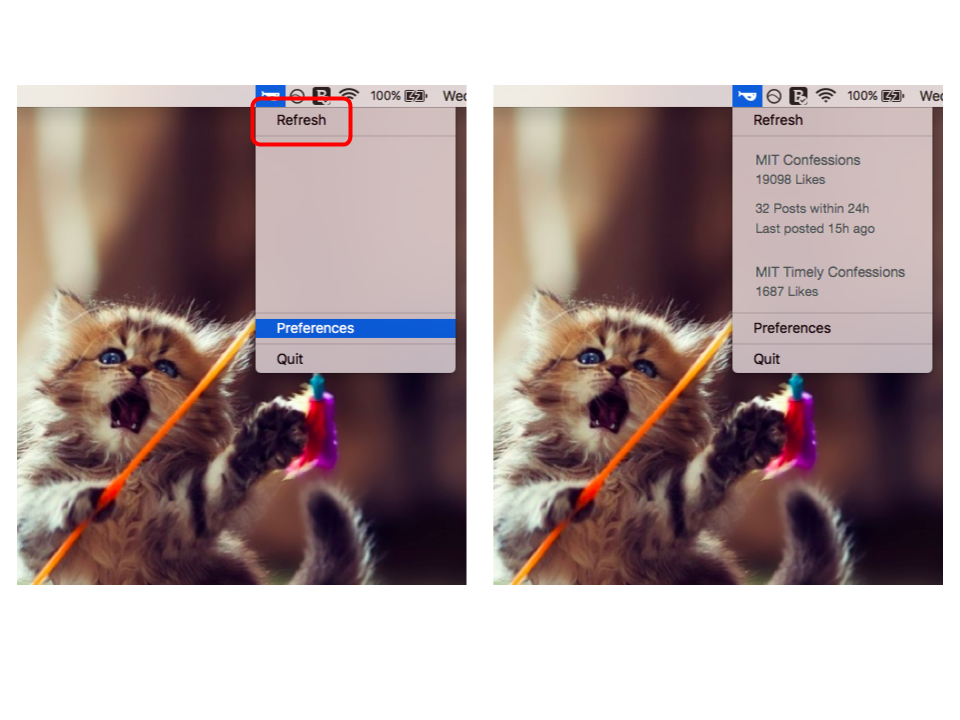 100% Wed
Refresh
Preferences
Quit
100% Wed
Refresh
MIT Confessions
19098 Likes
32 Posts within 24h
Last posted 15h ago
MIT Timely Confessions
1687 Likes
Preferences
Quit